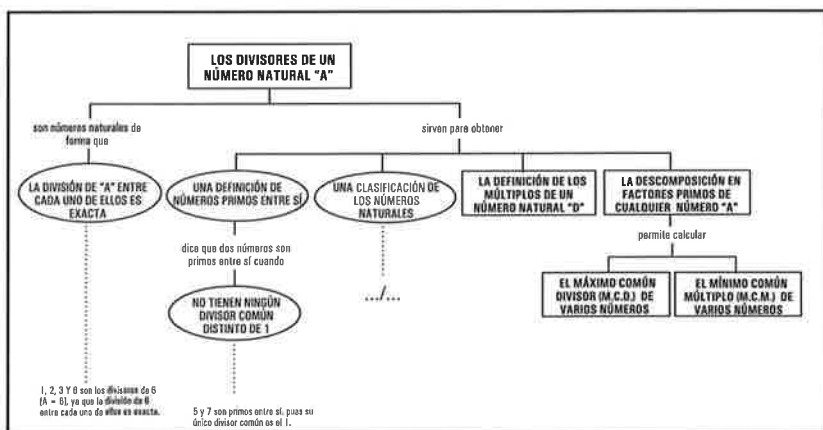 LOS DIVISORES DE UN
NÚMERO NATURAL "A"
son números naturales de
forma que
sirven para obtener
LA DIVISIÓN DE "A" ENTRE
CADA UNO DE ELLOS ES
EXACTA
UNA DEFINICIÓN DE
NÚMEROS PRIMOS ENTRE SÍ
UNA CLASIFICACIÓN DE
LOS NÚMEROS
NATURALES
LA DEFINICIÓN DE LOS
MÚLTIPLOS DE UN
NÚMERO NATURAL "D"
LA DESCOMPOSICIÓN EN
FACTORES PRIMOS DE
CUALQUIER NÚMERO "A"
dice que dos números son
primos entre sí cuando
permite calcular
NO TIENEN NINGÚN
DIVISOR COMÚN
DISTINTO DE 1
.../...
EL MÁXIMO COMÚN
DIVISOR (M.C.D.) DE
VARIOS NÚMEROS
EL MÍNIMO COMÚN
MÚLTIPLO (M.C.M.) DE
VARIOS NÚMEROS
1, 2, 3 Y 6 son los divisores de 6
(A = 6), ya que la división de 6
entre cada uno de ellos es exacta.
5 y 7 son primos entre sí, pues su
único divisor común es el 1.